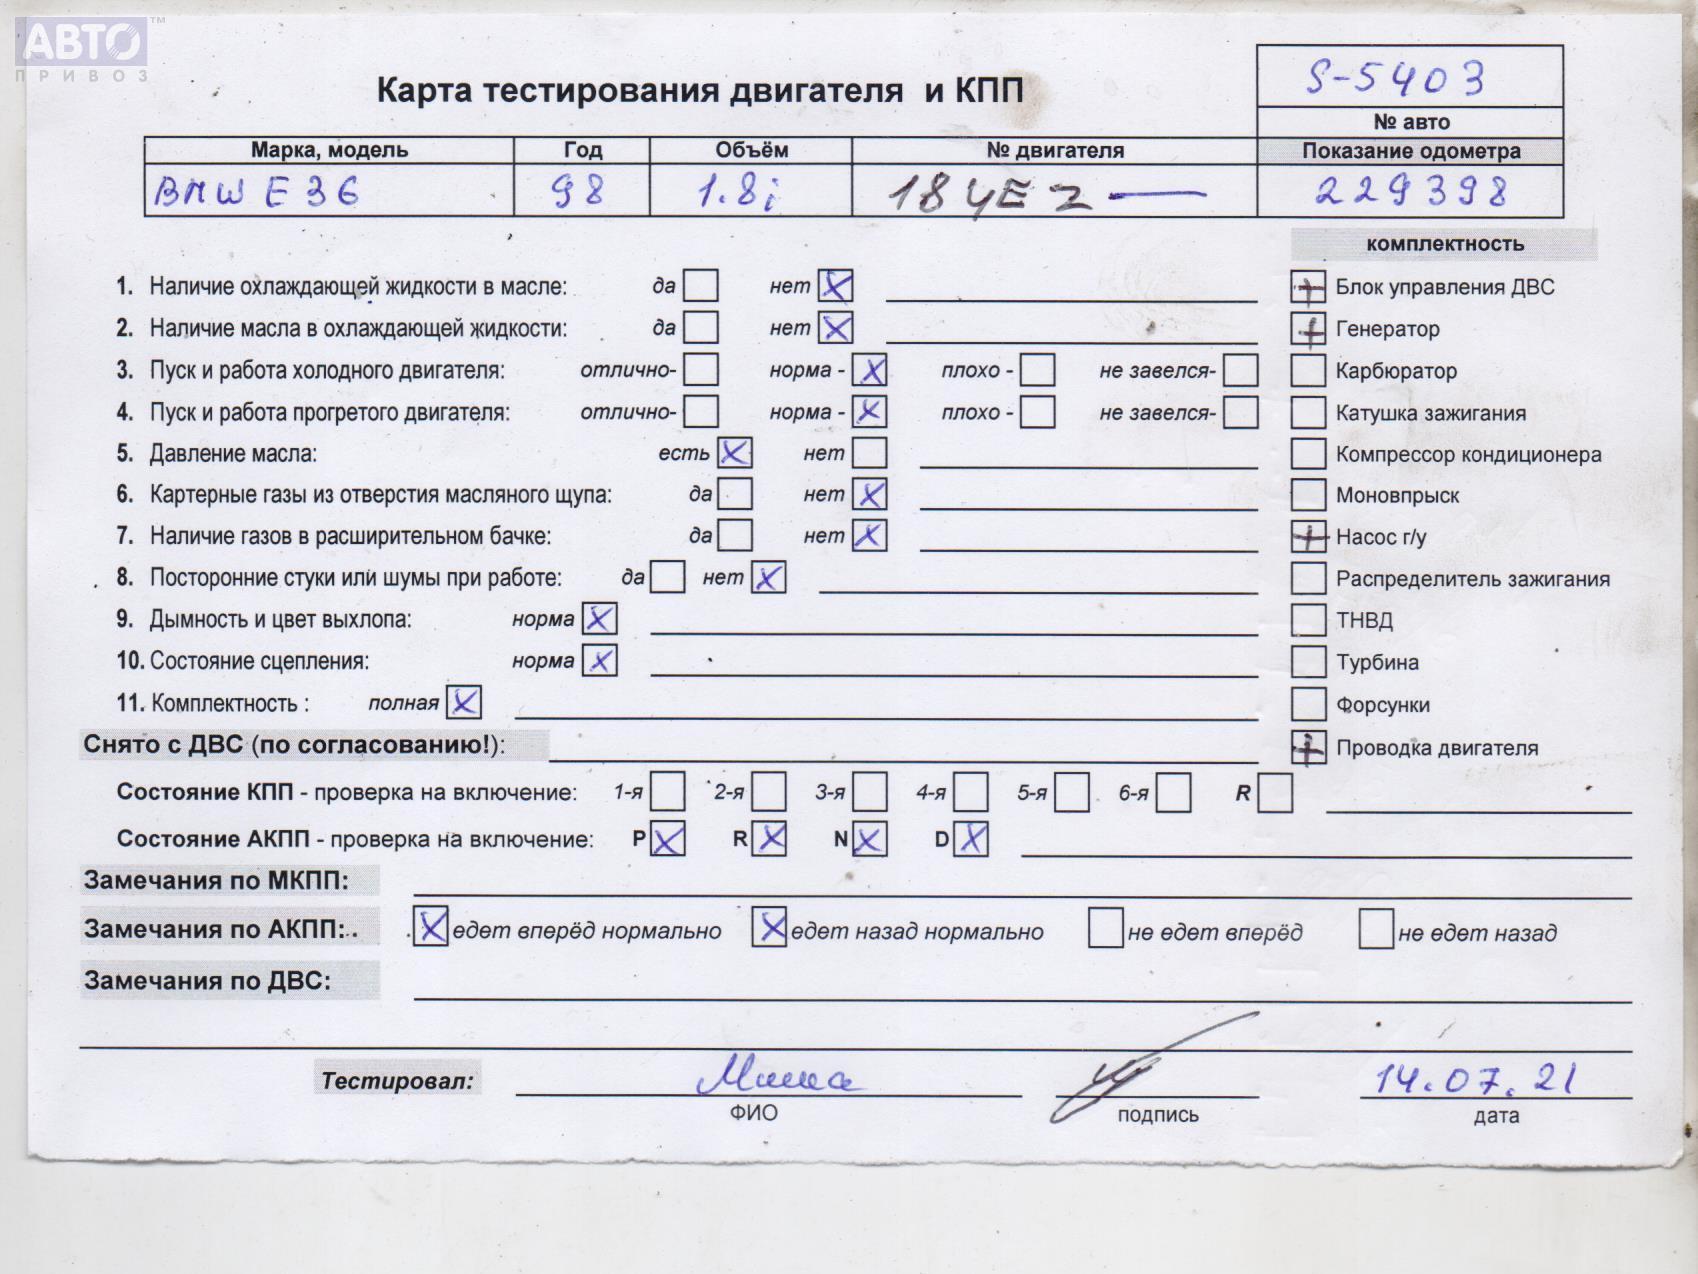 АВТО™
ПРИВОЗ
Карта тестирования двигателя и КПП
S-5403
№ авто
Марка, модель Год Объём № двигателя Показание одометра
BMW E36 98 1.8i 184E2 — 229398
комплектность
1. Наличие охлаждающей жидкости в масле: да нет X + Блок управления ДВС
2. Наличие масла в охлаждающей жидкости: да нет X + Генератор
3. Пуск и работа холодного двигателя: отлично- норма - X плохо - не завелся- Карбюратор
4. Пуск и работа прогретого двигателя: отлично- норма - X плохо - не завелся- Катушка зажигания
5. Давление масла: есть X нет Компрессор кондиционера
6. Картерные газы из отверстия масляного щупа: да нет X Моновпрыск
7. Наличие газов в расширительном бачке: да нет X + Насос г/у
8. Посторонние стуки или шумы при работе: да нет X Распределитель зажигания
9. Дымность и цвет выхлопа: норма X ТНВД
10. Состояние сцепления: норма X Турбина
11. Комплектность : полная X Форсунки
Снято с ДВС (по согласованию!): + Проводка двигателя
Состояние КПП - проверка на включение: 1-я 2-я 3-я 4-я 5-я 6-я R
Состояние АКПП - проверка на включение: P X R X N X D X
Замечания по МКПП:
Замечания по АКПП: X едет вперёд нормально X едет назад нормально не едет вперёд не едет назад
Замечания по ДВС:
Тестировал: Миша 14.07.21
ФИО подпись дата